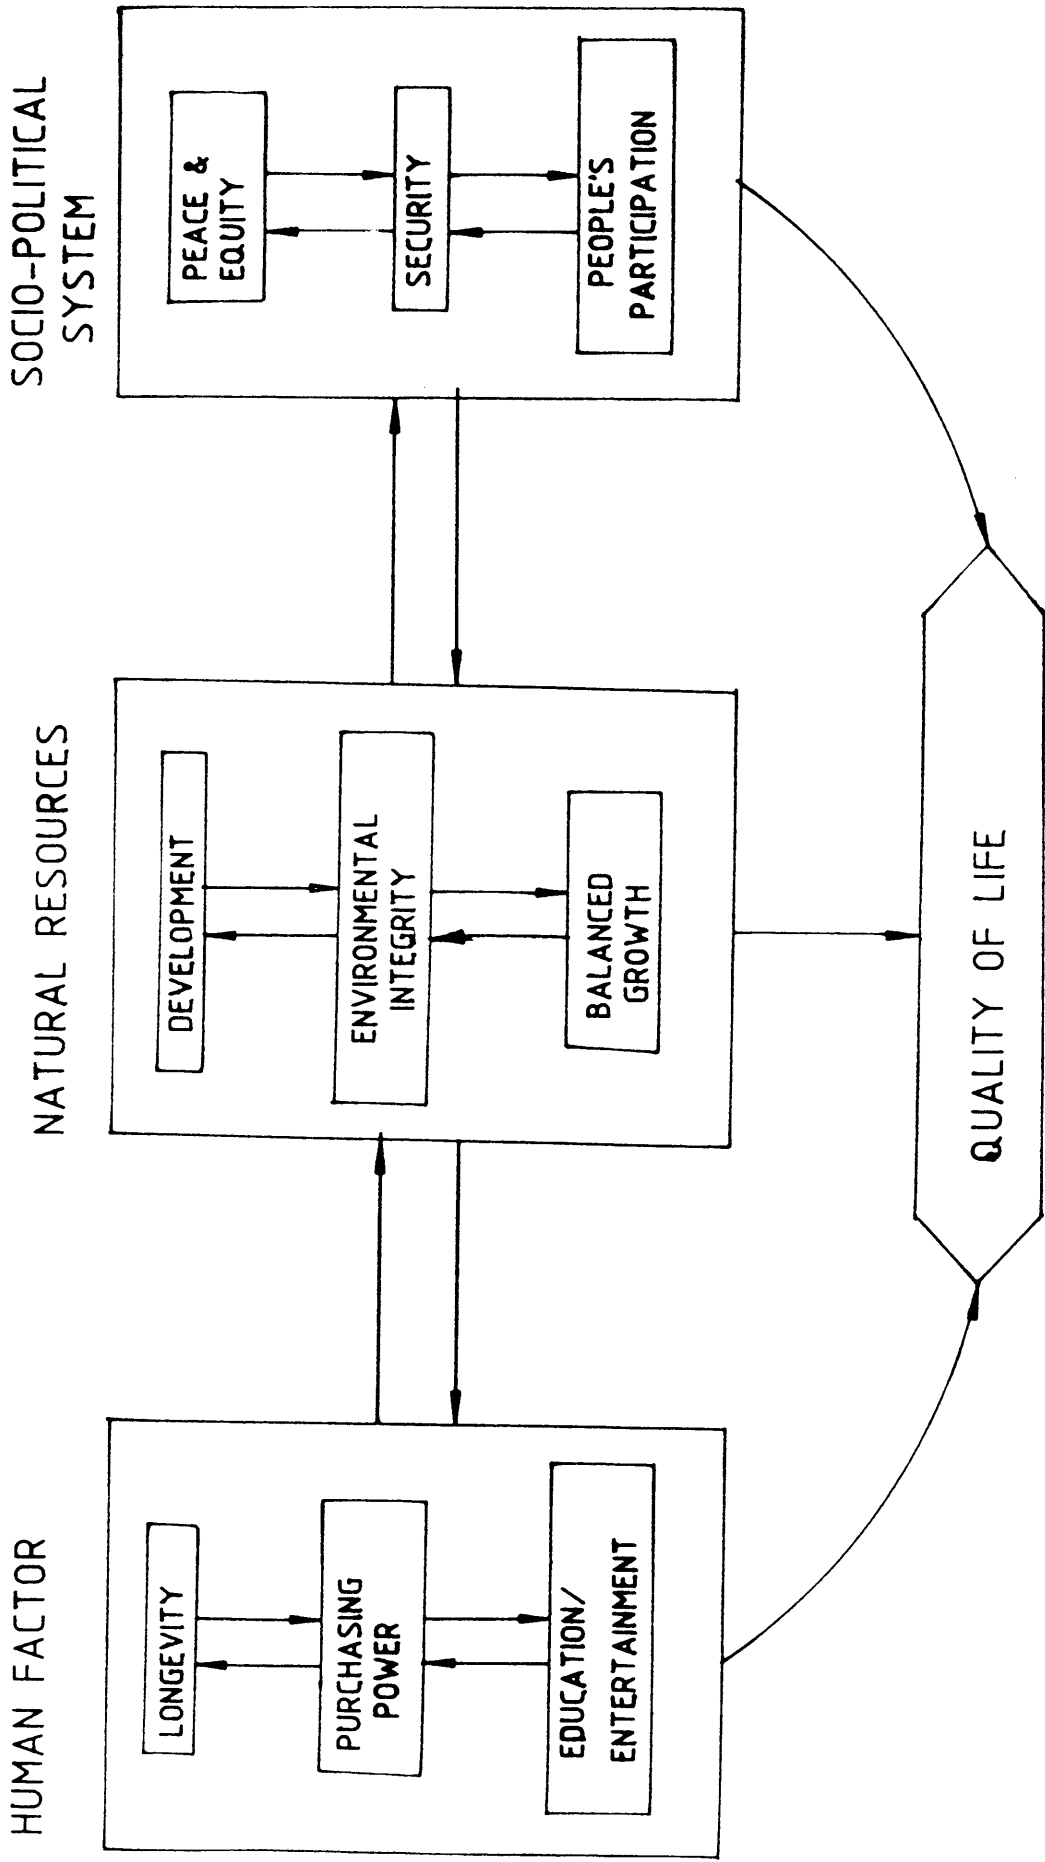 HUMAN FACTOR
LONGEVITY
PURCHASING
POWER
EDUCATION/
ENTERTAINMENT
NATURAL RESOURCES
DEVELOPMENT
ENVIRONMENTAL
INTEGRITY
BALANCED
GROWTH
SOCIO-POLITICAL
SYSTEM
PEACE &
EQUITY
SECURITY
PEOPLE'S
PARTICIPATION
QUALITY OF LIFE